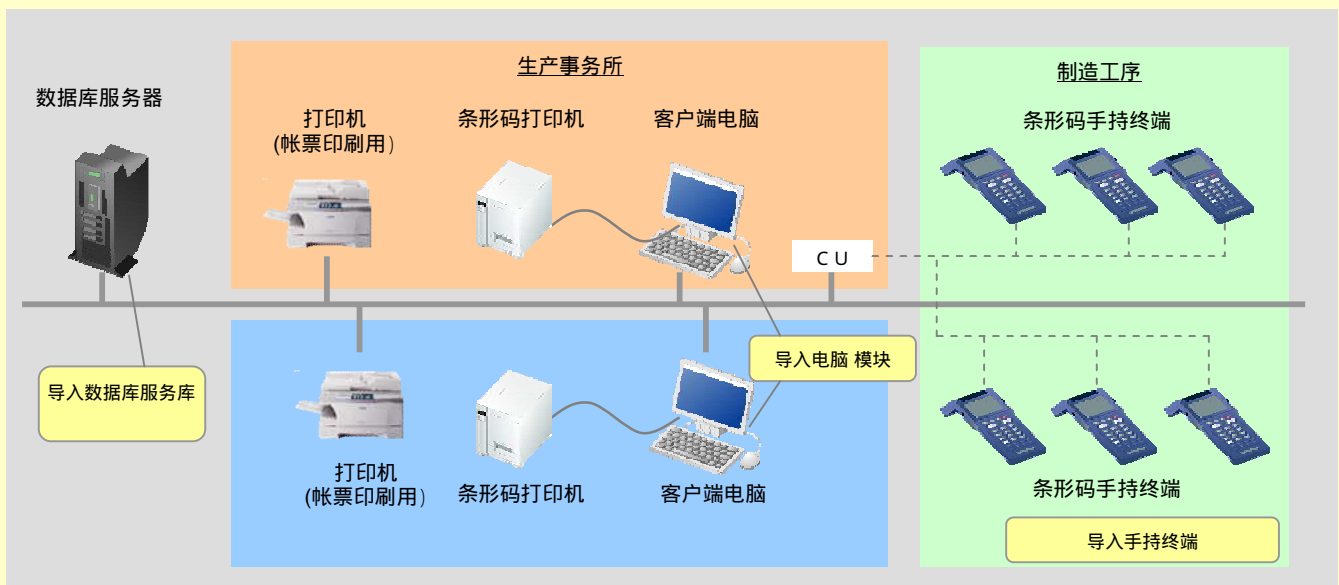 生产事务所
制造工序
数据库服务器
打印机
(帐票印刷用)
条形码打印机
客户端电脑
条形码手持终端
C U
导入数据库服务库
导入电脑 模块
打印机
(帐票印刷用)
条形码打印机
客户端电脑
条形码手持终端
导入手持终端